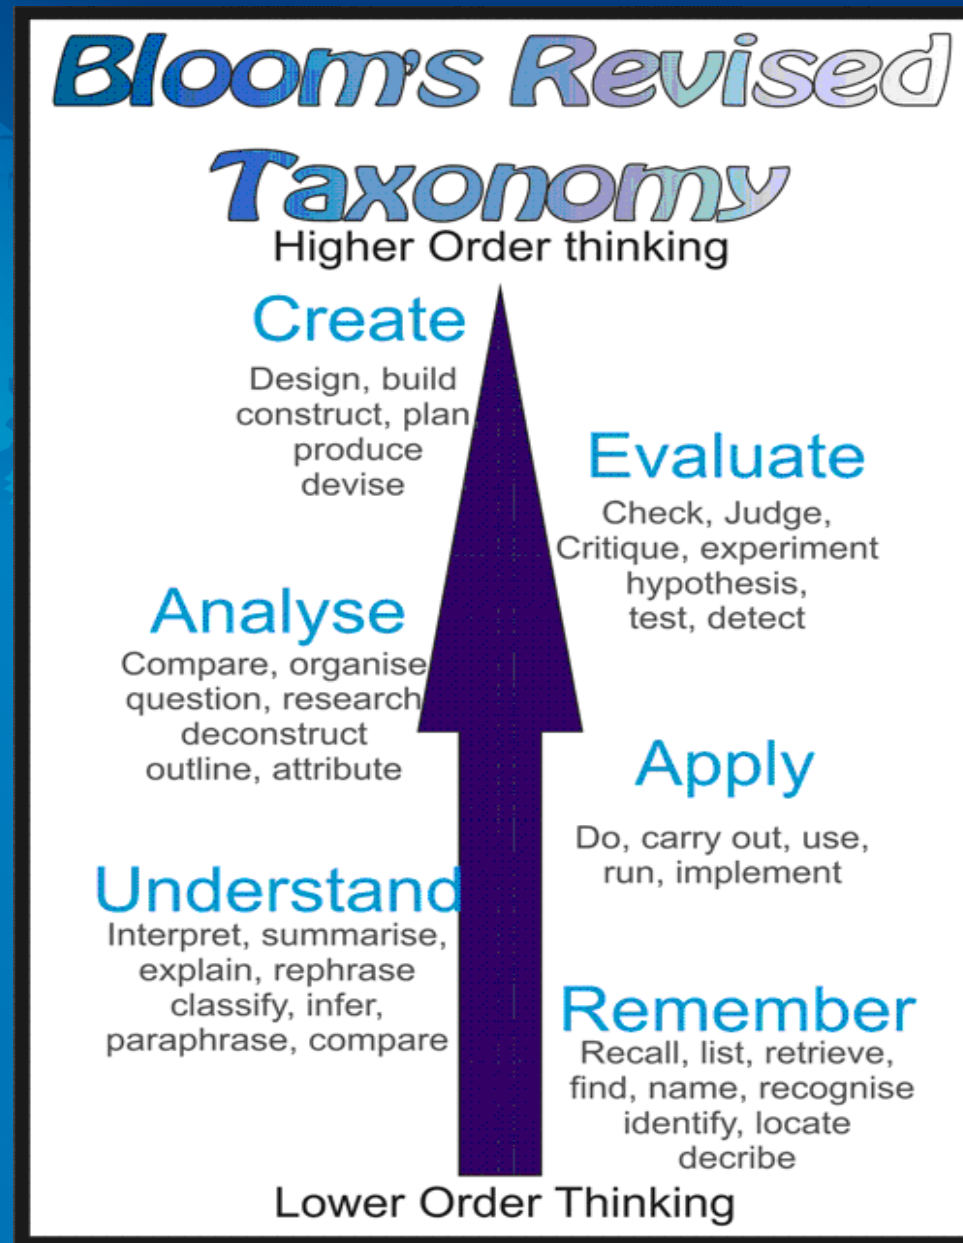 Bloom's Revised
Taxonomy
Higher Order thinking
Create
Design, build
construct, plan
produce
devise
Evaluate
Check, Judge,
Critique, experiment
hypothesis,
test, detect
Analyse
Compare, organise
question, research
deconstruct
outline, attribute
Apply
Do, carry out, use,
run, implement
Understand
Interpret, summarise,
explain, rephrase
classify, infer,
paraphrase, compare
Remember
Recall, list, retrieve,
find, name, recognise
identify, locate
decribe
Lower Order Thinking